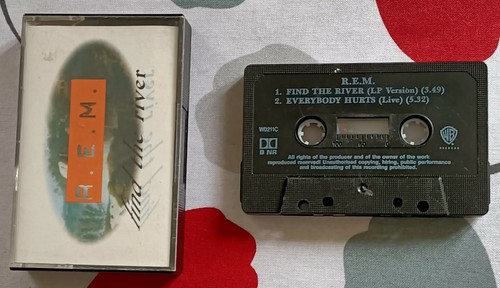 R.E.M.
find the river
R.E.M.
1. FIND THE RIVER (LP Version) (3.49)
2. EVERYBODY HURTS (Live) (5.32)
W0211C
B NR
All rights of the producer and of the owner of the work
reproduced reserved! Unauthorised copying, hiring, public performance
and broadcasting of this recording prohibited.